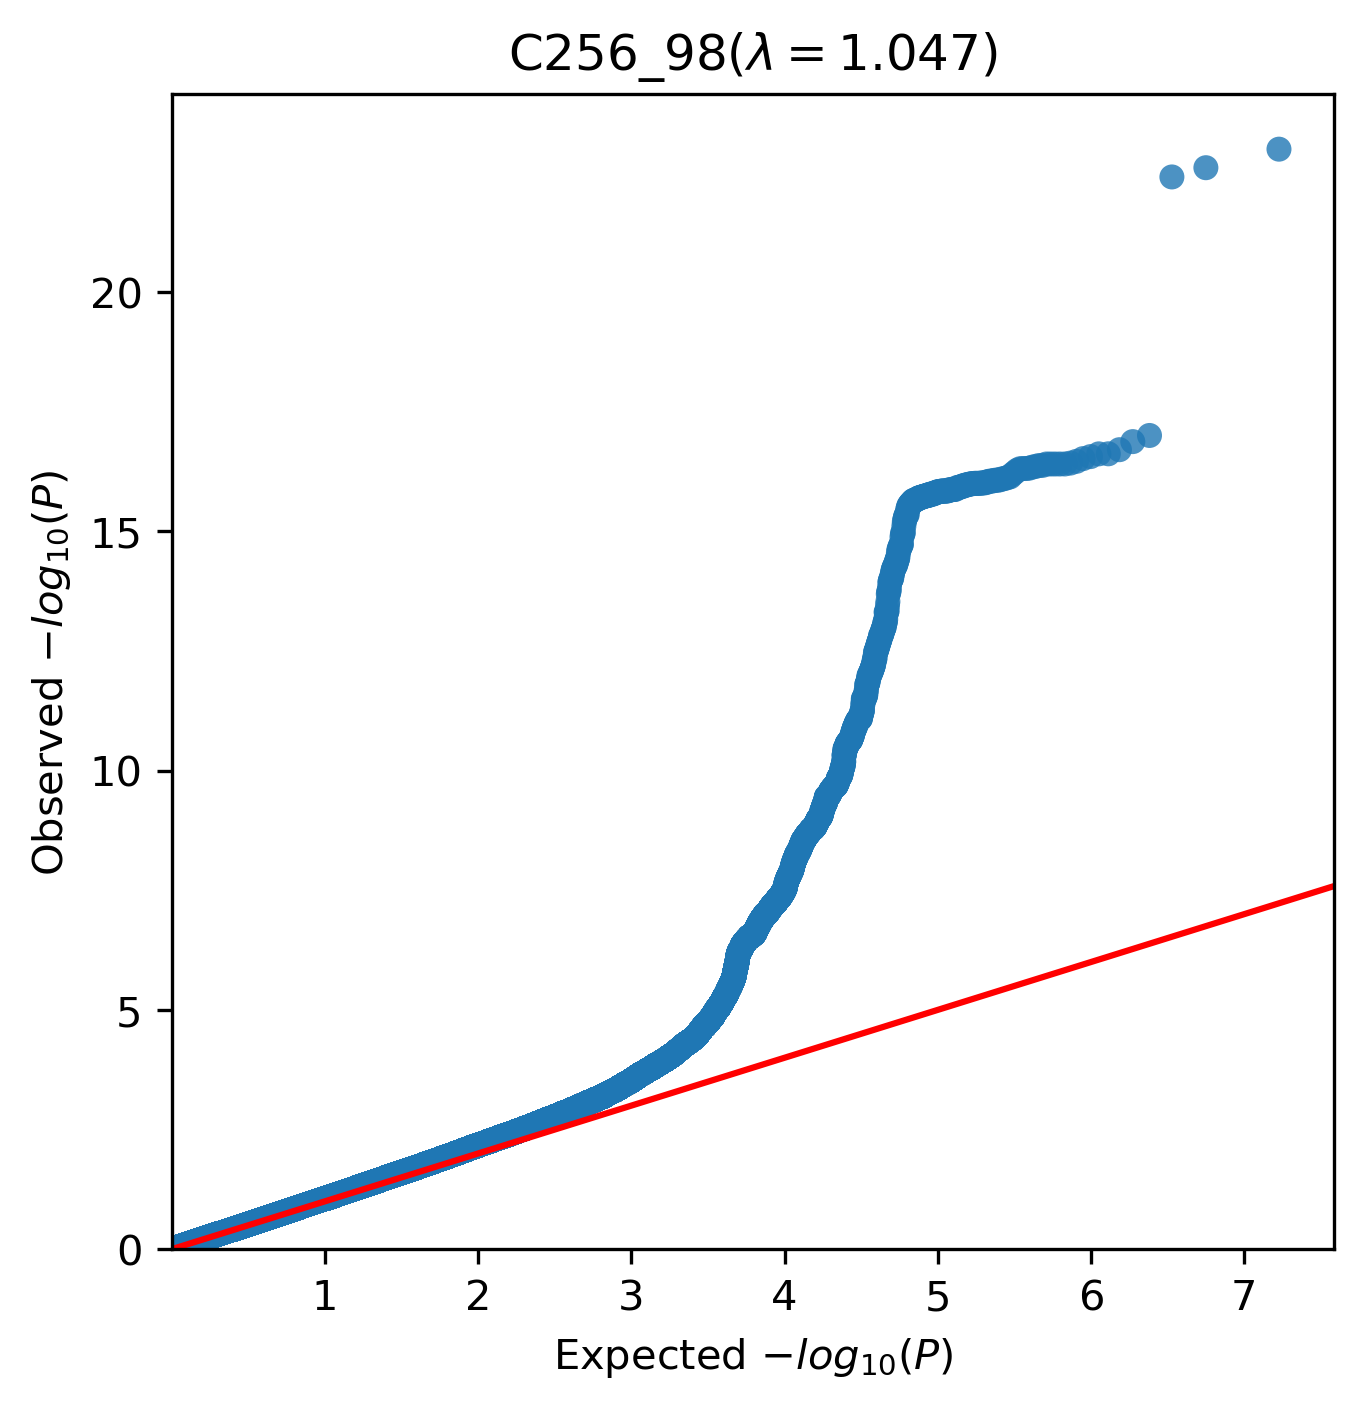 C256_98(λ = 1.047)
Observed −log₁₀(P)
20
15
10
5
0
1 2 3 4 5 6 7
Expected −log₁₀(P)